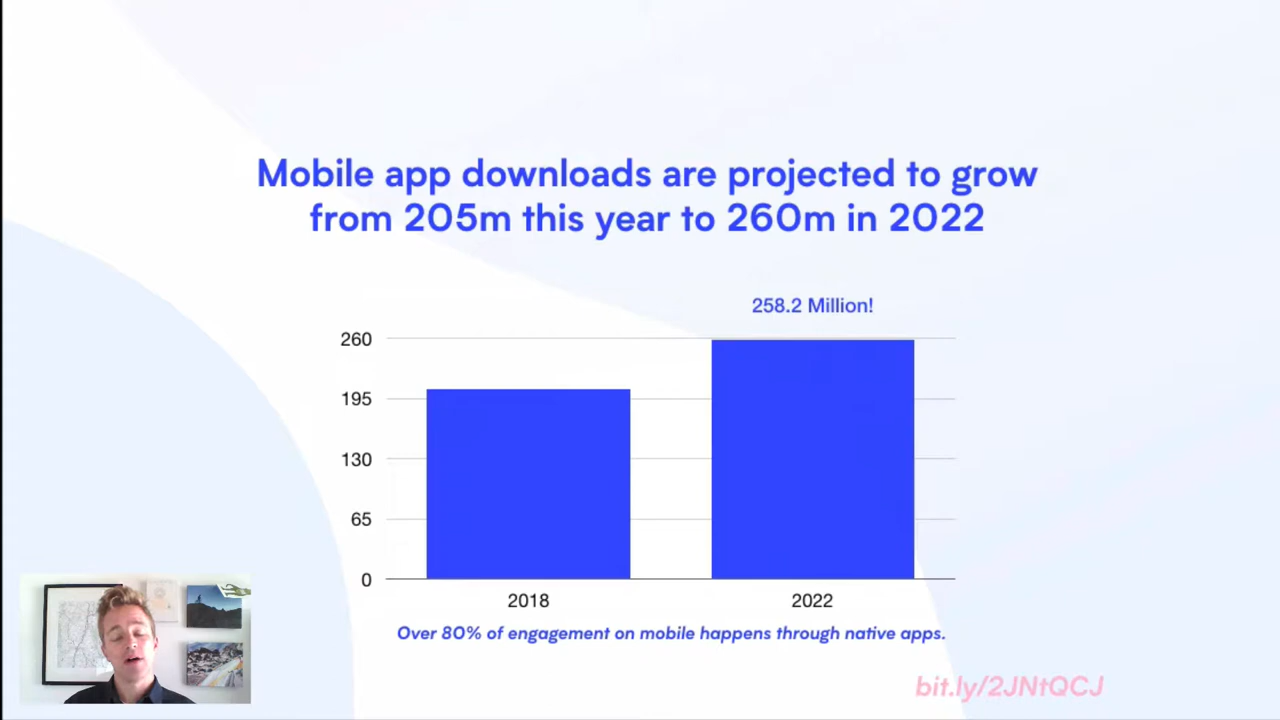 Mobile app downloads are projected to grow
from 205m this year to 260m in 2022
258.2 Million!
260
195
130
65
0
2018
2022
Over 80% of engagement on mobile happens through native apps.
bit.ly/2JNtQCJ